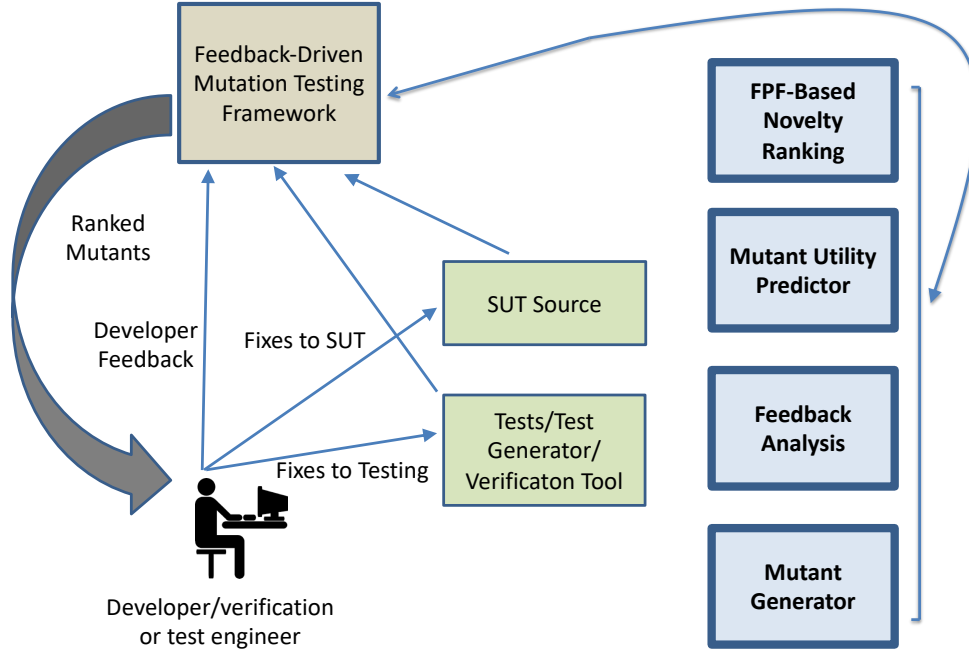 Feedback-Driven
Mutation Testing
Framework
FPF-Based
Novelty
Ranking
Ranked
Mutants
Mutant Utility
Predictor
SUT Source
Developer
Feedback
Fixes to SUT
Feedback
Analysis
Tests/Test
Generator/
Verificaton Tool
Fixes to Testing
Mutant
Generator
Developer/verification
or test engineer